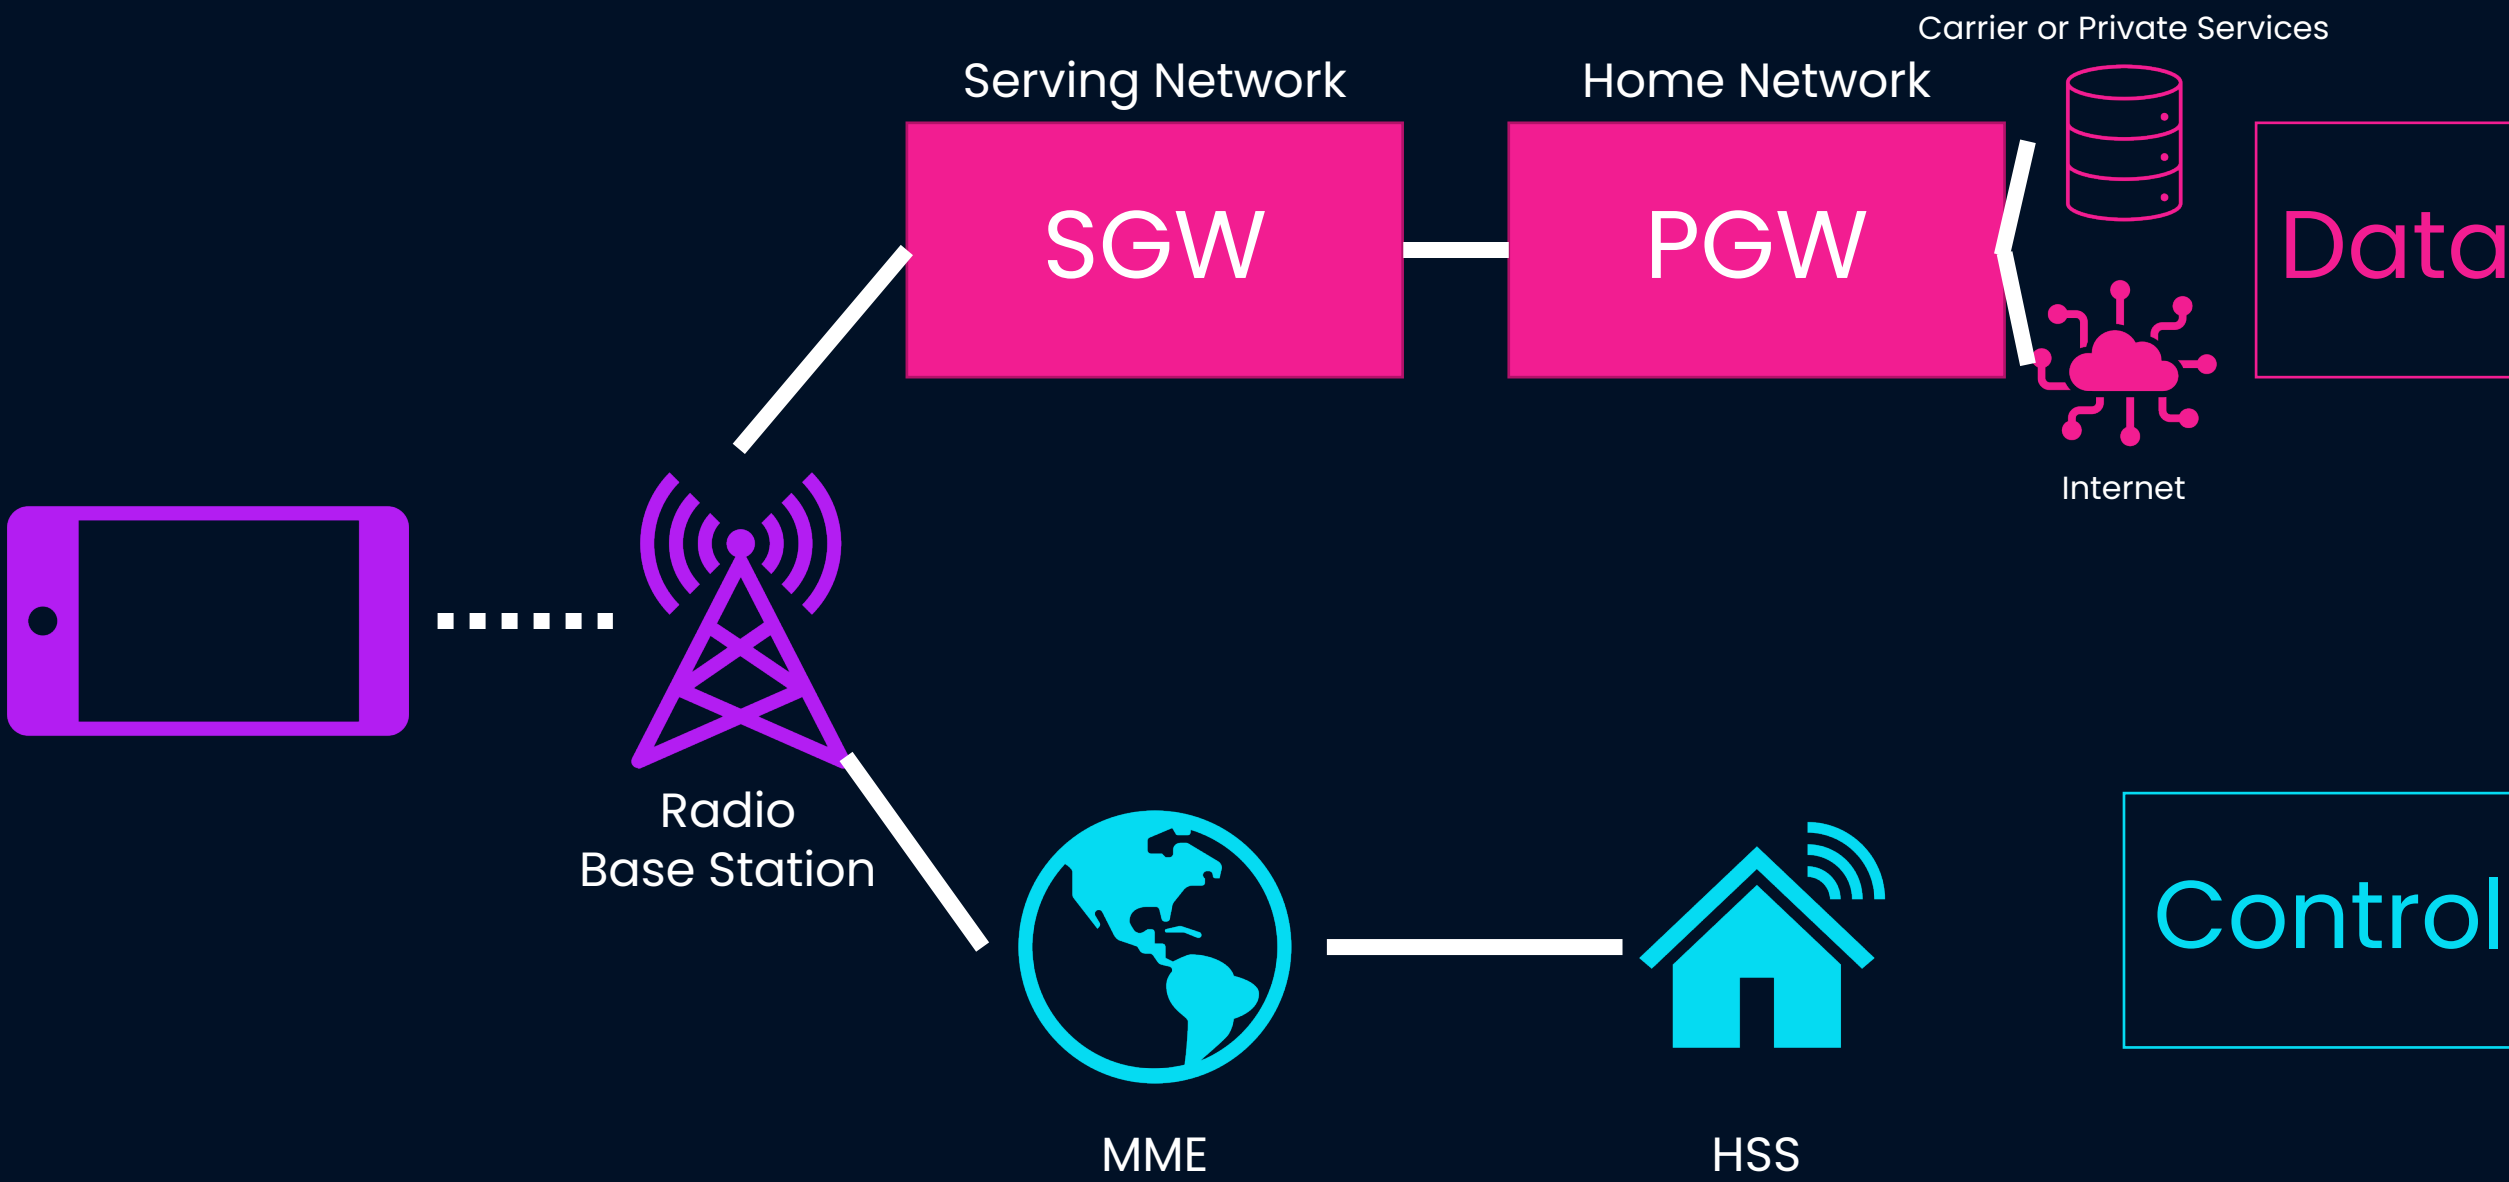 Carrier or Private Services
Serving Network
Home Network
SGW
PGW
Data
Internet
Radio
Base Station
Control
MME
HSS